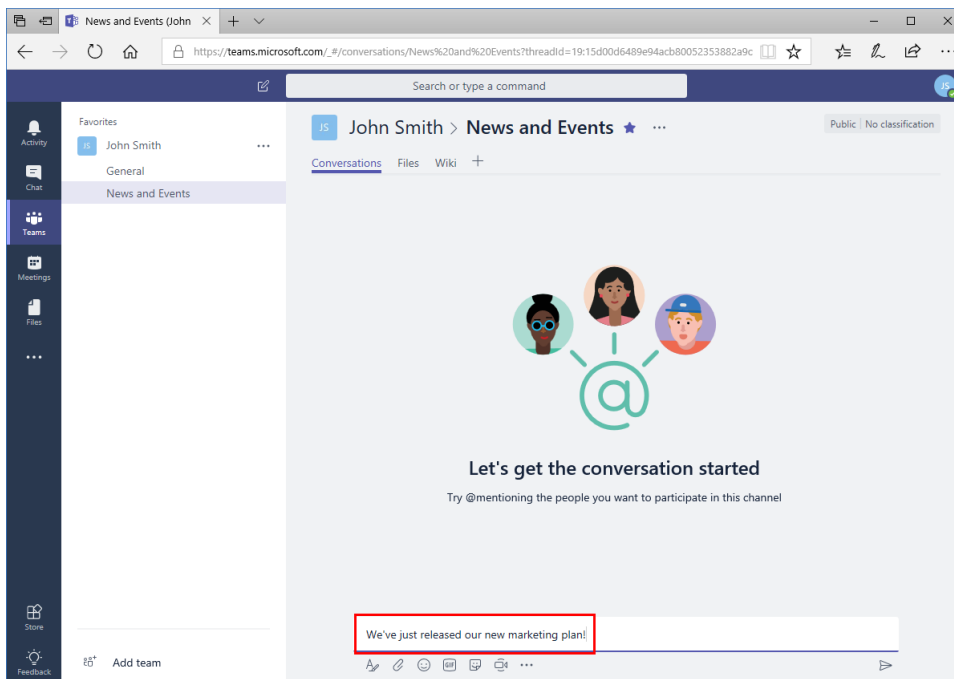 News and Events (John
https://teams.microsoft.com/_#/conversations/News%20and%20Events?threadId=19:15d00d6489e94acb80052353882a9c
Search or type a command
JS
Activity
Chat
Teams
Meetings
Files
Store
Feedback
Favorites
JS John Smith
General
News and Events
Add team
JS John Smith > News and Events
Public No classification
Conversations Files Wiki
Let's get the conversation started
Try @mentioning the people you want to participate in this channel
We've just released our new marketing plan!
GIF